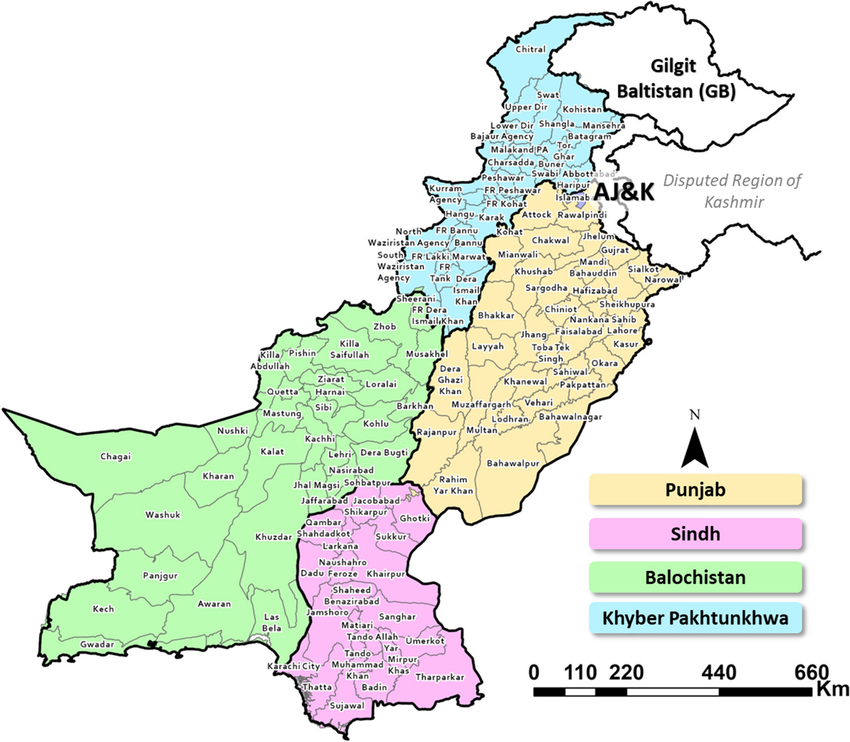 Chitral
Gilgit
Baltistan (GB)
Swat
Upper Dir
Kohistan
Lower Dir
Shangla
Mansehra
Bajaur Agency
Batagram
Malakand PA
Tor
Ghar
Charsadda
Buner
Swabi
Abbottabad
Peshawar
Haripur
AJ&K
Disputed Region of
Kashmir
Kurram
Agency
FR Peshawar
Islamab
FR Kohat
Hangu
Karak
Attock
Rawalpindi
North
Waziristan Agency
FR Bannu
Bannu
Kohat
Chakwal
Jhelum
Gujrat
South
Waziristan
Agency
FR Lakki Marwat
Mianwali
Mandi
Bahauddin
Sialkot
Narowal
FR
Tank
Dera
Ismail
Khan
Khushab
Sargodha
Hafizabad
Sheerani
FR Dera
Ismail Khan
Bhakkar
Chiniot
Sheikhupura
Nankana Sahib
Zhob
Jhang
Faisalabad
Lahore
Killa
Saifullah
Layyah
Toba Tek
Singh
Kasur
Killa
Abdullah
Pishin
Musakhel
Okara
Dera
Ghazi
Khan
Sahiwal
Ziarat
Harnai
Loralai
Khanewal
Pakpattan
Quetta
Sibi
Barkhan
Muzaffargarh
Vehari
Mastung
Lodhran
Bahawalnagar
Nushki
Kohlu
Rajanpur
Multan
Kachhi
Chagai
Kalat
Lehri
Dera Bugti
Bahawalpur
Nasirabad
Kharan
Jhal Magsi
Sohbatpur
Rahim
Yar Khan
Jaffarabad
Jacobabad
Washuk
Shikarpur
Ghotki
Qambar
Shahdadkot
Khuzdar
Sukkur
Larkana
Naushahro
Feroze
Dadu
Khairpur
Panjgur
Shaheed
Benazirabad
Kech
Awaran
Las
Bela
Jamshoro
Sanghar
Matiari
Gwadar
Tando Allah
Yar
Umerkot
Tando
Muhammad
Khan
Mirpur
Khas
Karachi City
Tharparkar
Thatta
Badin
Sujawal
N
Punjab
Sindh
Balochistan
Khyber Pakhtunkhwa
0 110 220 440 660
Km